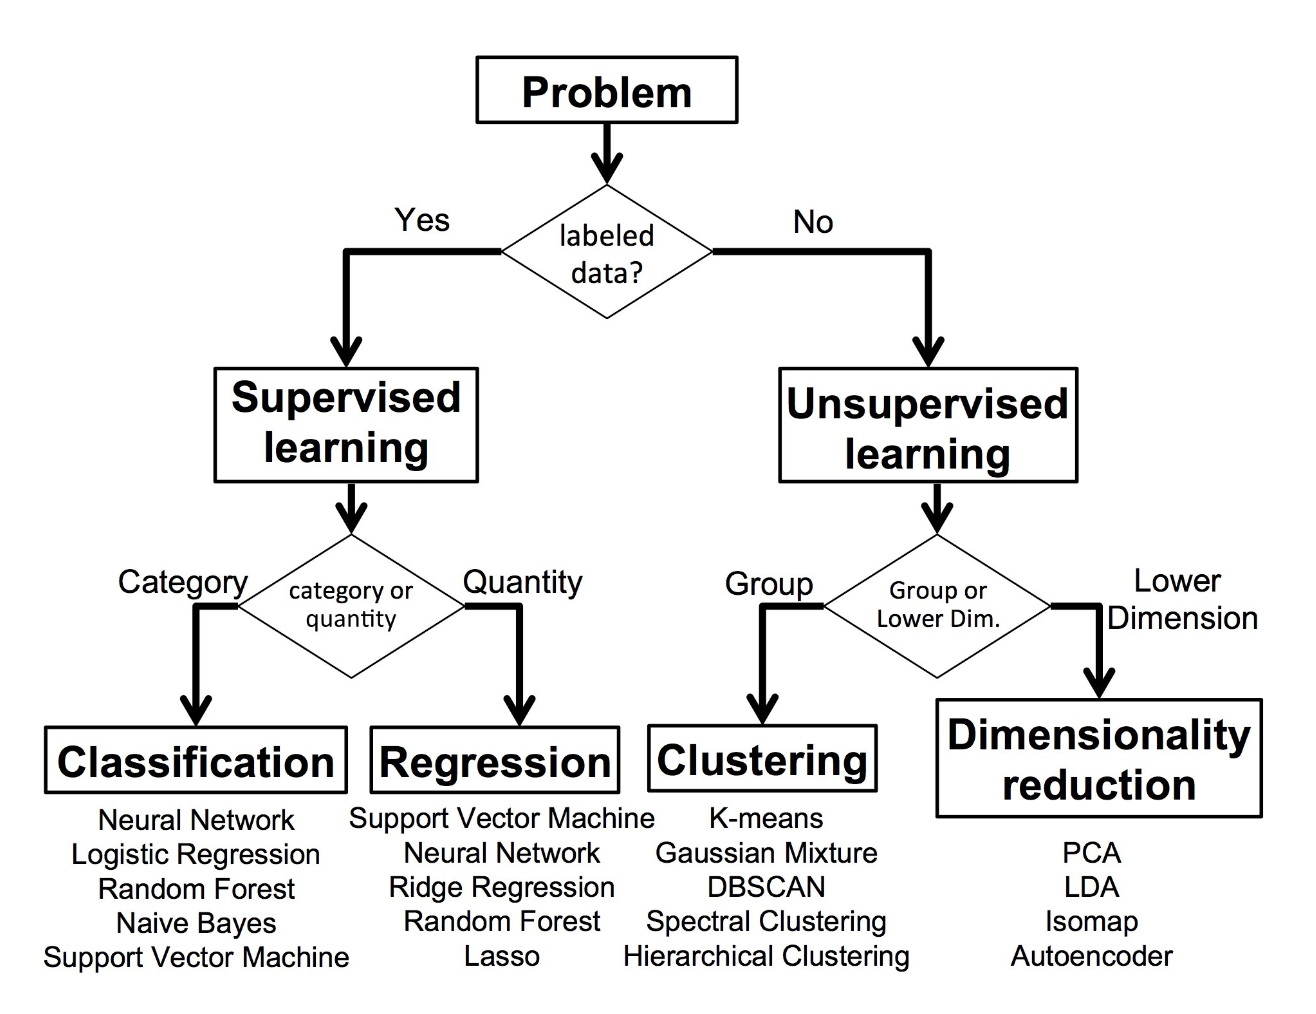 Problem
Yes
labeled
data?
No
Supervised
learning
Unsupervised
learning
Category
category or
quantity
Quantity
Group
Group or
Lower Dim.
Lower
Dimension
Classification
Neural Network
Logistic Regression
Random Forest
Naive Bayes
Support Vector Machine
Regression
Support Vector Machine
Neural Network
Ridge Regression
Random Forest
Lasso
Clustering
K-means
Gaussian Mixture
DBSCAN
Spectral Clustering
Hierarchical Clustering
Dimensionality
reduction
PCA
LDA
Isomap
Autoencoder